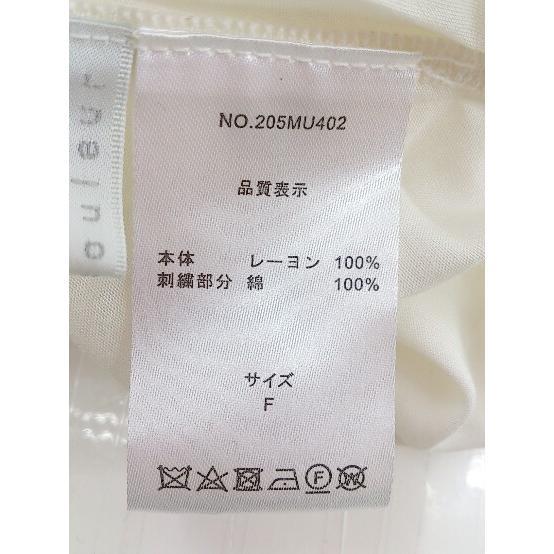 NO.205MU402
品質表示
本体 レーヨン 100%
刺繍部分 綿 100%
サイズ
F
F W